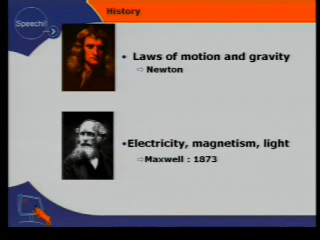 Speechi
History
• Laws of motion and gravity
⇨ Newton
•Electricity, magnetism, light
⇨Maxwell : 1873